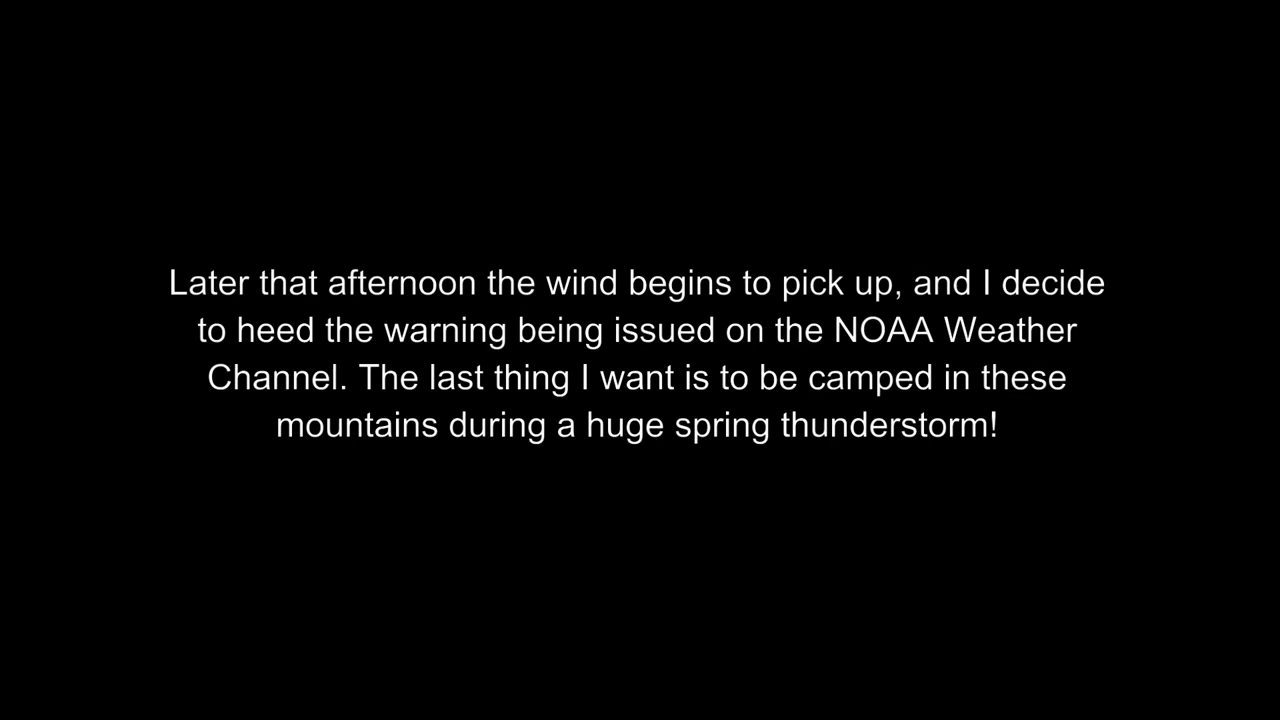 Later that afternoon the wind begins to pick up, and I decide
to heed the warning being issued on the NOAA Weather
Channel. The last thing I want is to be camped in these
mountains during a huge spring thunderstorm!